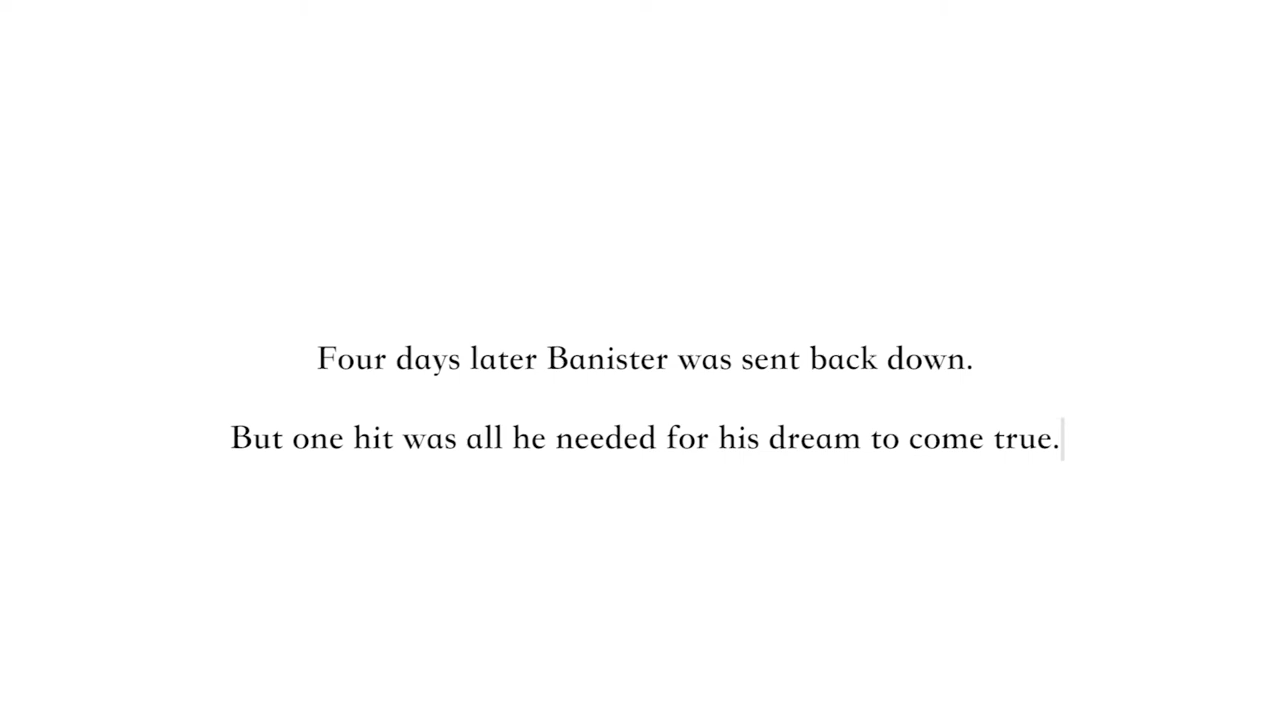 Four days later Banister was sent back down.
But one hit was all he needed for his dream to come true.